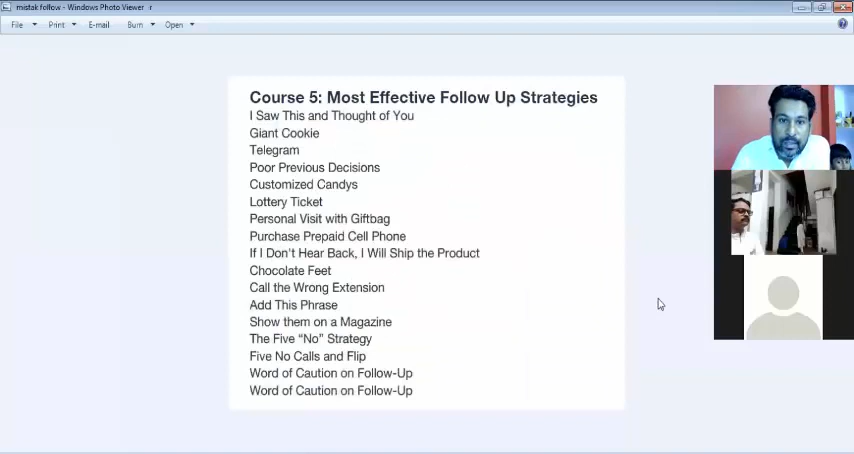 mistak follow - Windows Photo Viewer
File Print E-mail Burn Open
Course 5: Most Effective Follow Up Strategies
I Saw This and Thought of You
Giant Cookie
Telegram
Poor Previous Decisions
Customized Candys
Lottery Ticket
Personal Visit with Giftbag
Purchase Prepaid Cell Phone
If I Don't Hear Back, I Will Ship the Product
Chocolate Feet
Call the Wrong Extension
Add This Phrase
Show them on a Magazine
The Five “No” Strategy
Five No Calls and Flip
Word of Caution on Follow-Up
Word of Caution on Follow-Up